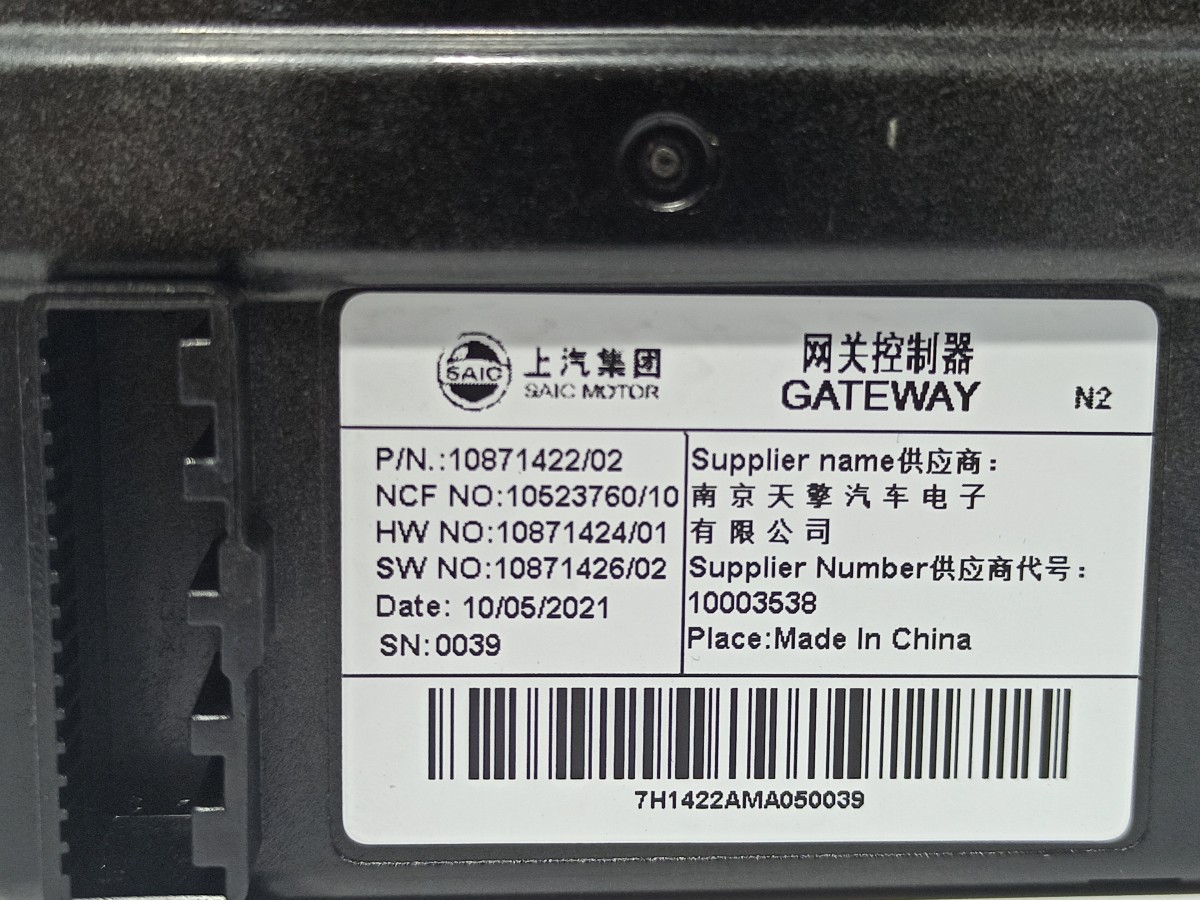 SAIC
上汽集团
SAIC MOTOR
网关控制器
GATEWAY
N2
P/N.:10871422/02
NCF NO:10523760/10
HW NO:10871424/01
SW NO:10871426/02
Date: 10/05/2021
SN:0039
Supplier name供应商：
南京天擎汽车电子
有限公司
Supplier Number供应商代号：
10003538
Place:Made In China
7H1422AMA050039